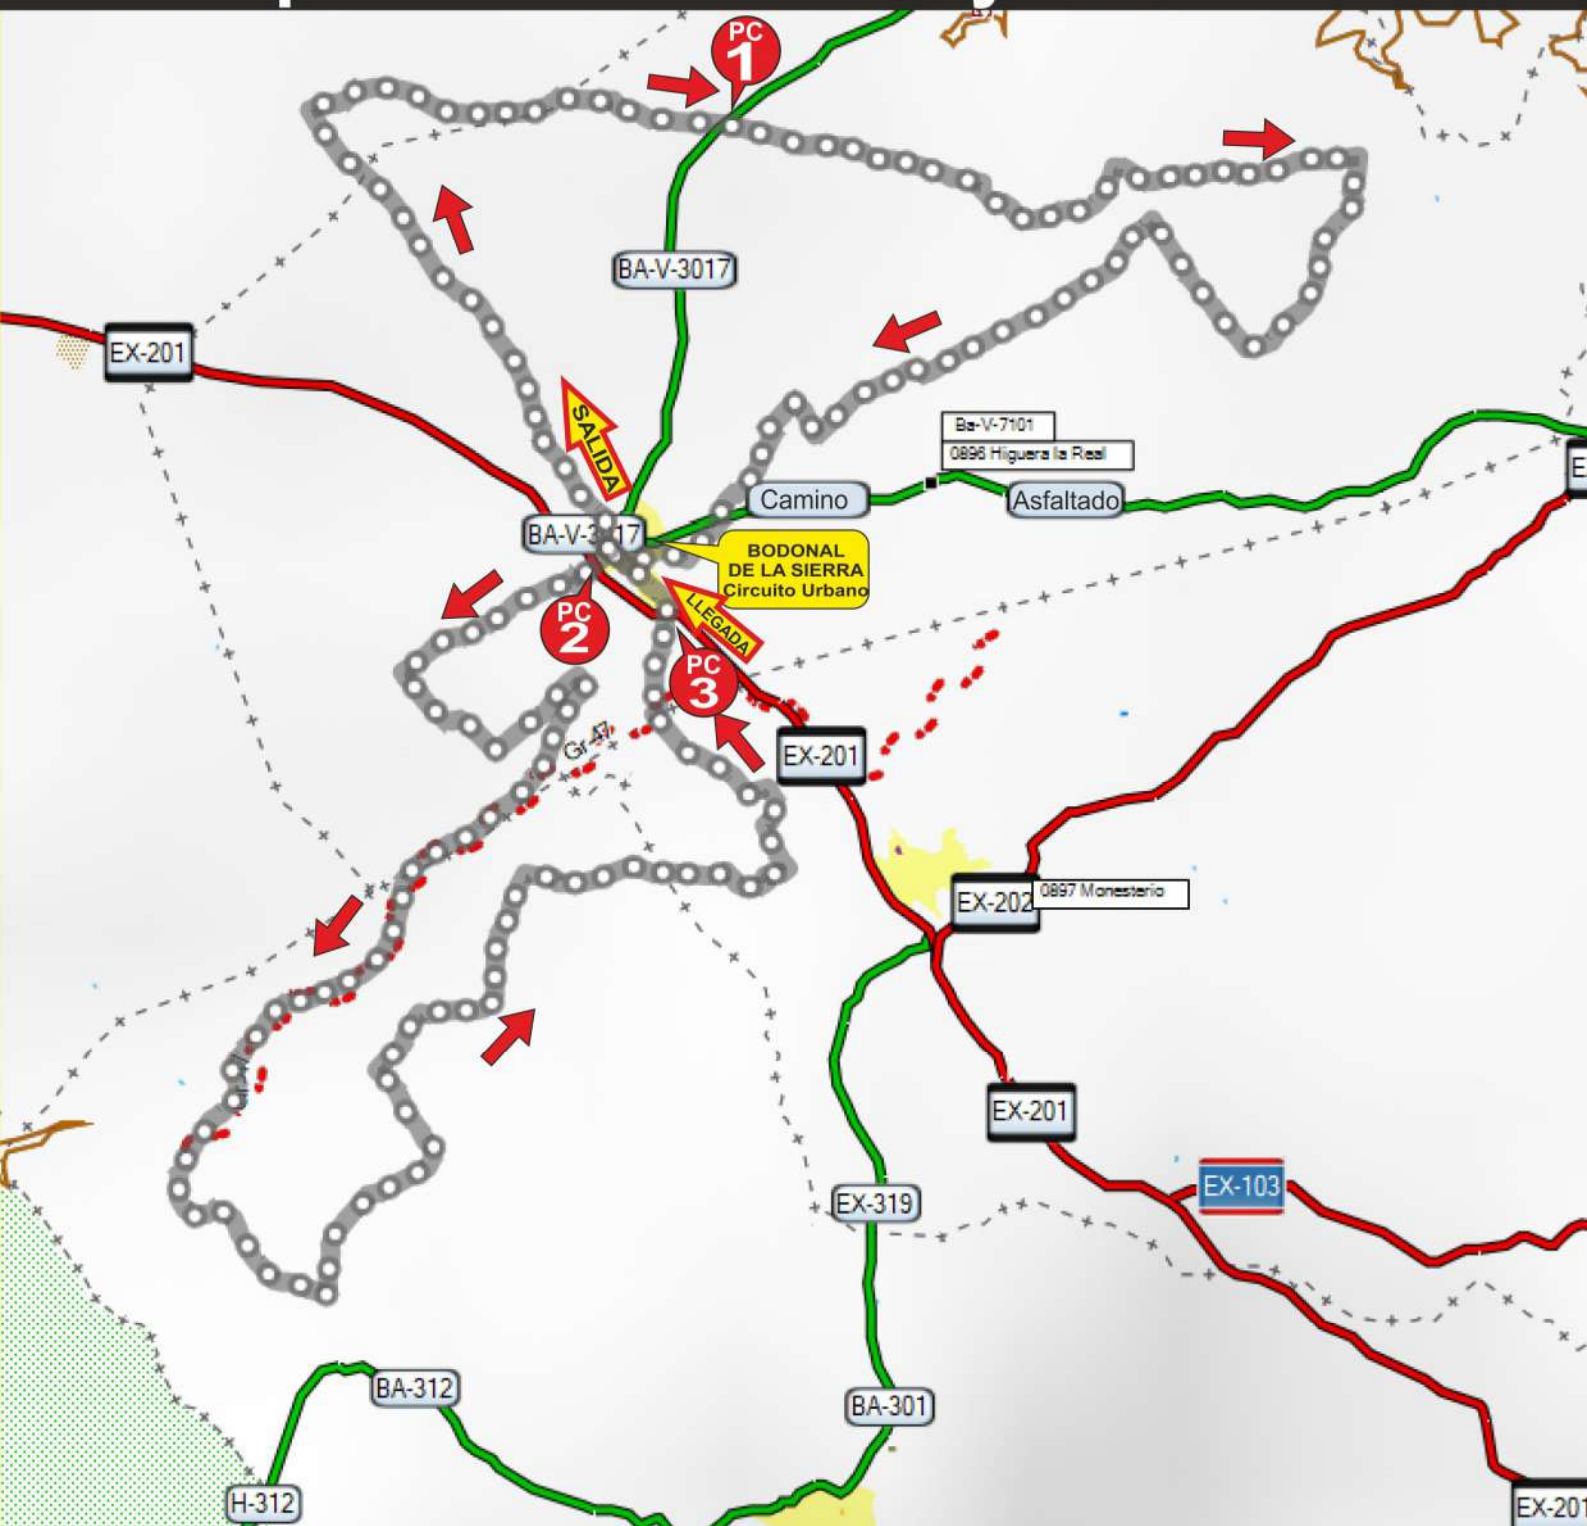 PC
1
BA-V-3017
EX-201
SALIDA
Ba-V-7101
0896 Higuera la Real
Camino
Asfaltado
BODONAL
DE LA SIERRA
Circuito Urbano
PC
2
LLEGADA
PC
3
Gr-47
EX-201
EX-202
0897 Monesterio
EX-201
EX-103
EX-319
BA-312
BA-301
H-312
EX-201